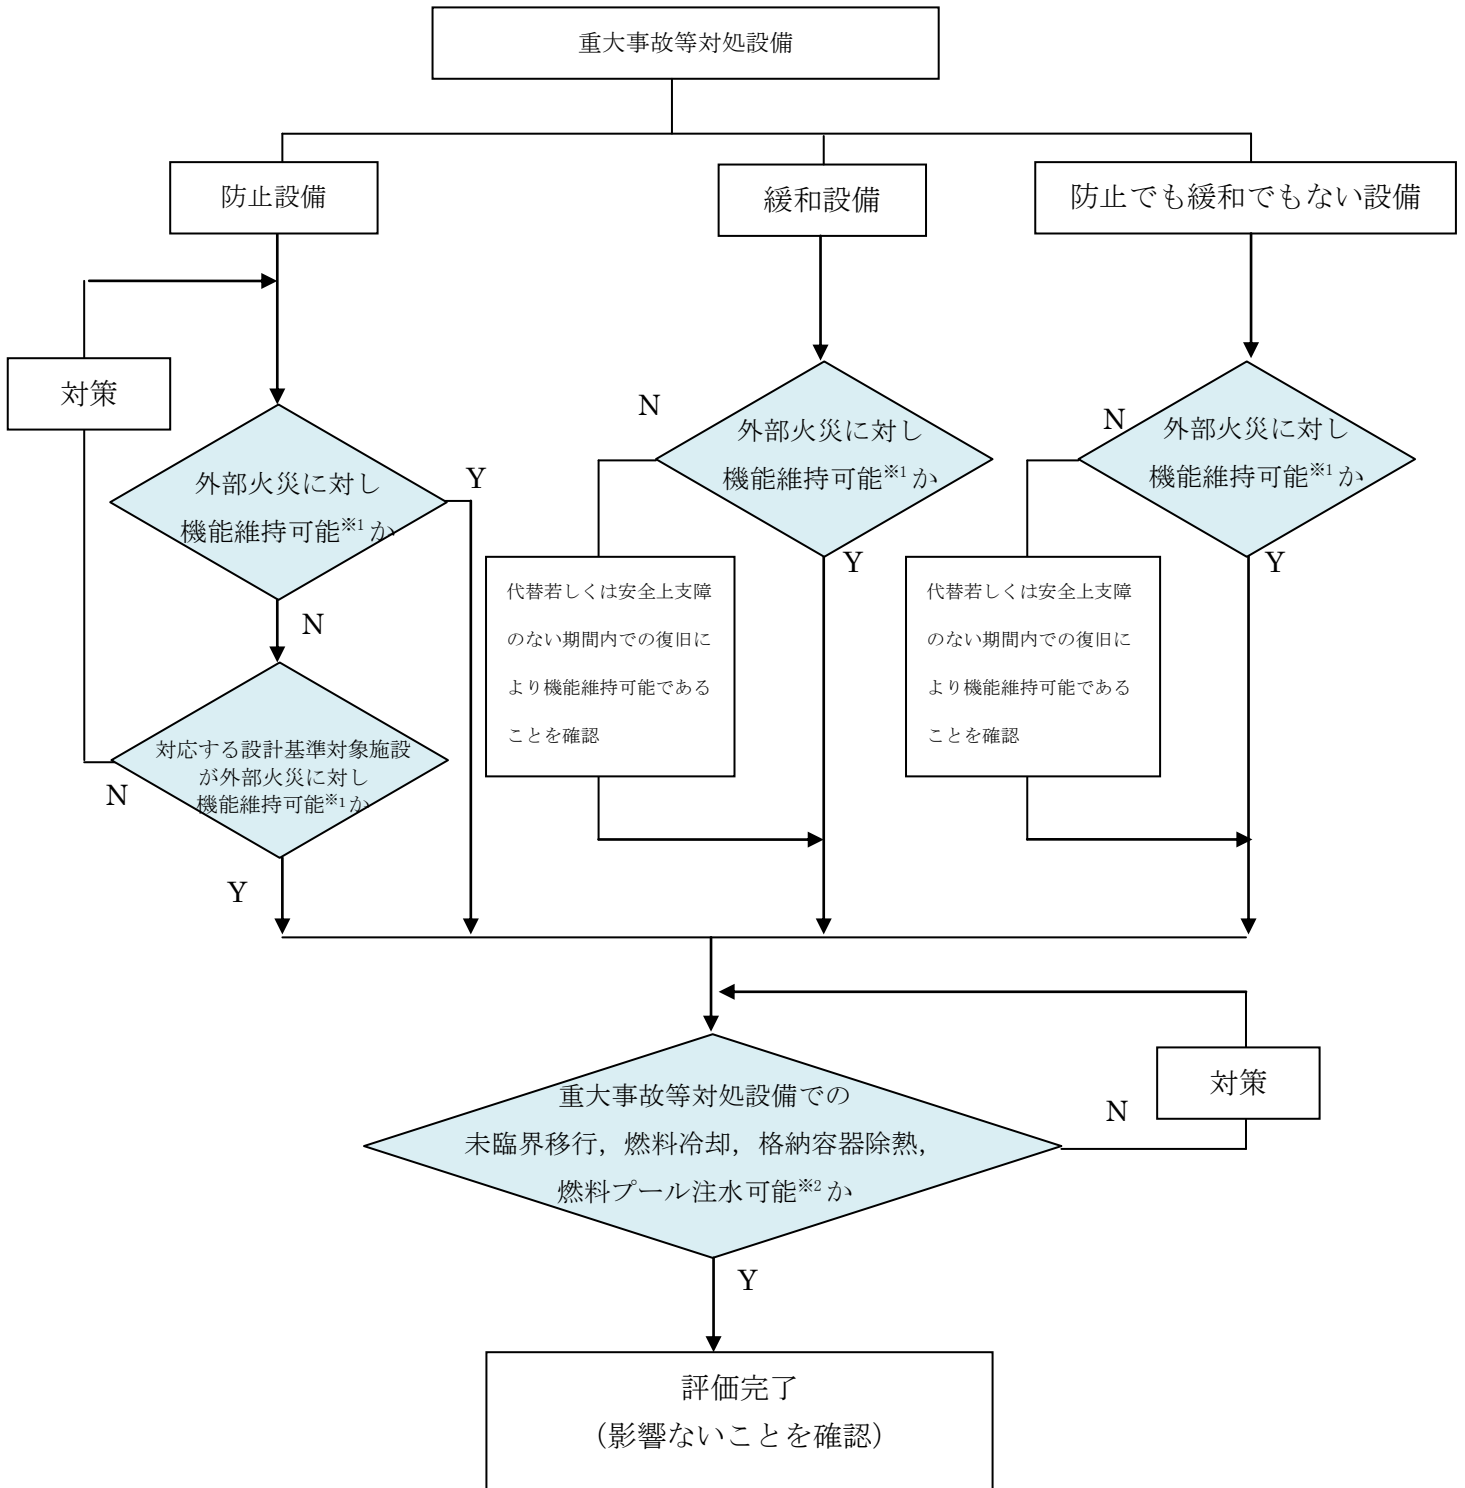 重大事故等対処設備
防止設備
緩和設備
防止でも緩和でもない設備
対策
外部火災に対し
機能維持可能※1か
Y
N
対応する設計基準対象施設
が外部火災に対し
機能維持可能※1か
N
Y
N
外部火災に対し
機能維持可能※1か
Y
代替若しくは安全上支障
のない期間内での復旧に
より機能維持可能である
ことを確認
N
外部火災に対し
機能維持可能※1か
Y
代替若しくは安全上支障
のない期間内での復旧に
より機能維持可能である
ことを確認
重大事故等対処設備での
未臨界移行，燃料冷却，格納容器除熱，
燃料プール注水可能※2か
N
対策
Y
評価完了
（影響ないことを確認）